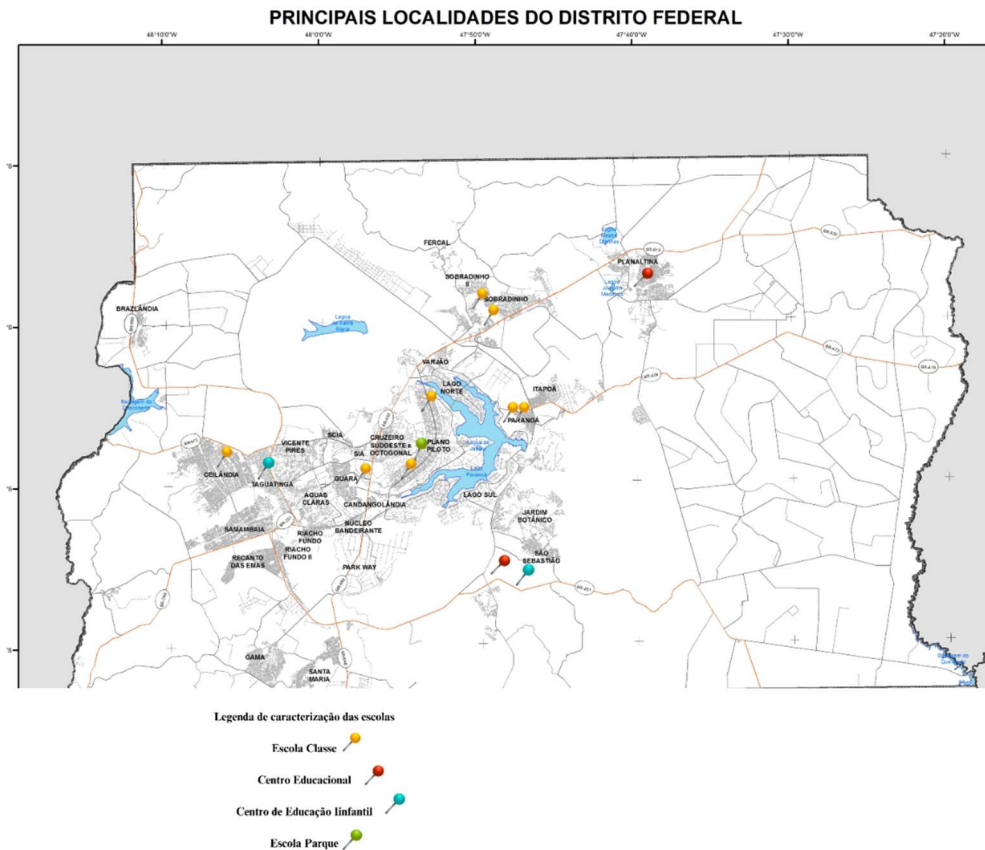 PRINCIPAIS LOCALIDADES DO DISTRITO FEDERAL
48°10'0"W
48°0'0"W
47°50'0"W
47°40'0"W
47°30'0"W
FERCAL
PLANALTINA
SOBRADINHO
II
SOBRADINHO
BRAZLÂNDIA
VARJÃO
LAGO
NORTE
ITAPOÃ
PARANOÁ
SCIA
VICENTE
PIRES
CRUZEIRO
SUDOESTE e
OCTOGONAL
PLANO
PILOTO
SIA
CEILÂNDIA
TAGUATINGA
GUARÁ
ÁGUAS
CLARAS
CANDANGOLÂNDIA
LAGO SUL
JARDIM
BOTÂNICO
NÚCLEO
BANDEIRANTE
SAMAMBAIA
RIACHO
FUNDO
RIACHO
FUNDO II
RECANTO
DAS EMAS
PARK WAY
SÃO
SEBASTIÃO
GAMA
SANTA
MARIA
Legenda de caracterização das escolas
Escola Classe
Centro Educacional
Centro de Educação Iinfantil
Escola Parque